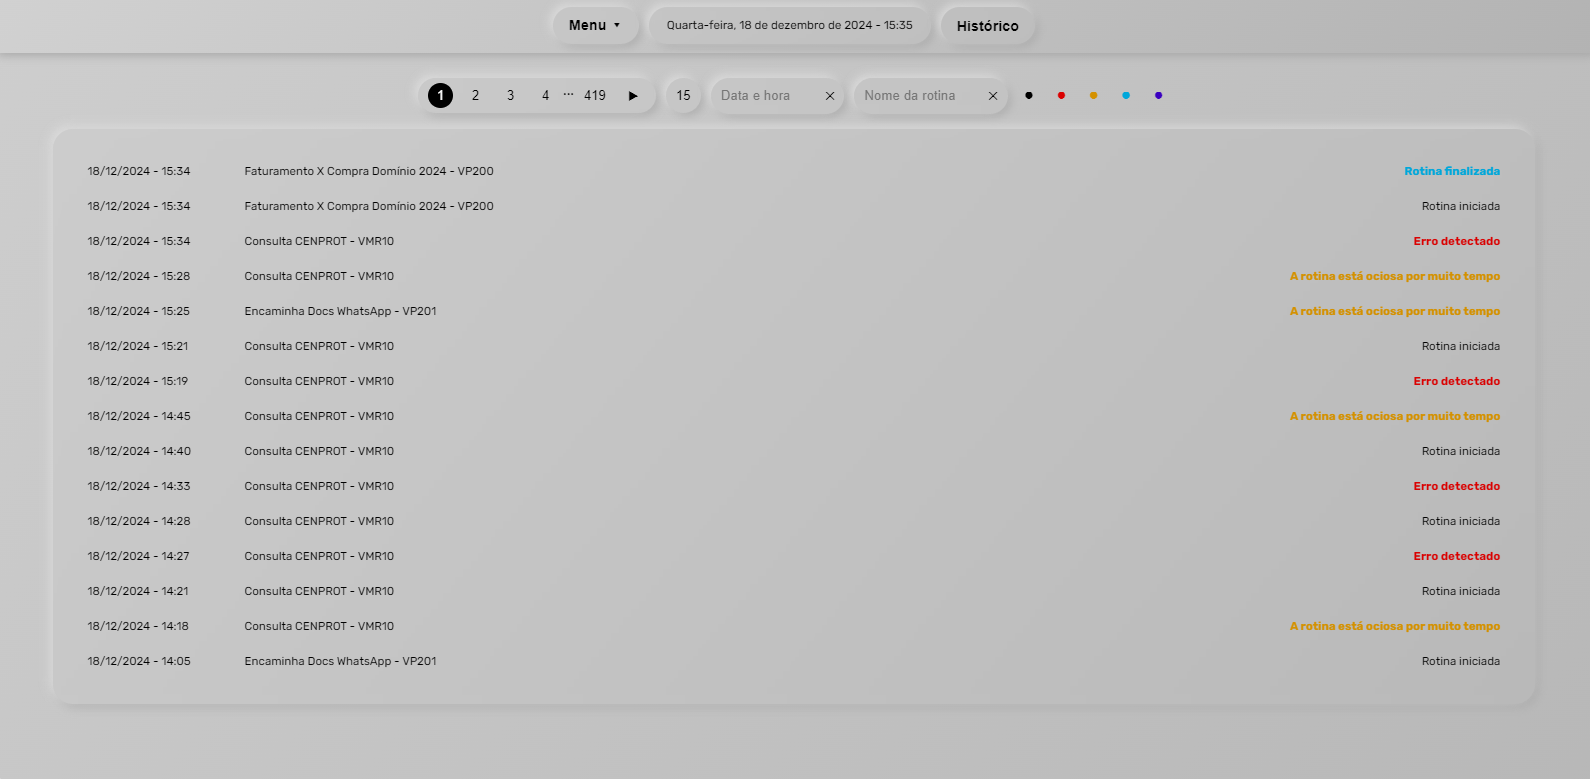 Menu ▼ Quarta-feira, 18 de dezembro de 2024 - 15:35 Histórico
1 2 3 4 ... 419 ▶ 15 Data e hora × Nome da rotina ×
18/12/2024 - 15:34 Faturamento X Compra Domínio 2024 - VP200 Rotina finalizada
18/12/2024 - 15:34 Faturamento X Compra Domínio 2024 - VP200 Rotina iniciada
18/12/2024 - 15:34 Consulta CENPROT - VMR10 Erro detectado
18/12/2024 - 15:28 Consulta CENPROT - VMR10 A rotina está ociosa por muito tempo
18/12/2024 - 15:25 Encaminha Docs WhatsApp - VP201 A rotina está ociosa por muito tempo
18/12/2024 - 15:21 Consulta CENPROT - VMR10 Rotina iniciada
18/12/2024 - 15:19 Consulta CENPROT - VMR10 Erro detectado
18/12/2024 - 14:45 Consulta CENPROT - VMR10 A rotina está ociosa por muito tempo
18/12/2024 - 14:40 Consulta CENPROT - VMR10 Rotina iniciada
18/12/2024 - 14:33 Consulta CENPROT - VMR10 Erro detectado
18/12/2024 - 14:28 Consulta CENPROT - VMR10 Rotina iniciada
18/12/2024 - 14:27 Consulta CENPROT - VMR10 Erro detectado
18/12/2024 - 14:21 Consulta CENPROT - VMR10 Rotina iniciada
18/12/2024 - 14:18 Consulta CENPROT - VMR10 A rotina está ociosa por muito tempo
18/12/2024 - 14:05 Encaminha Docs WhatsApp - VP201 Rotina iniciada